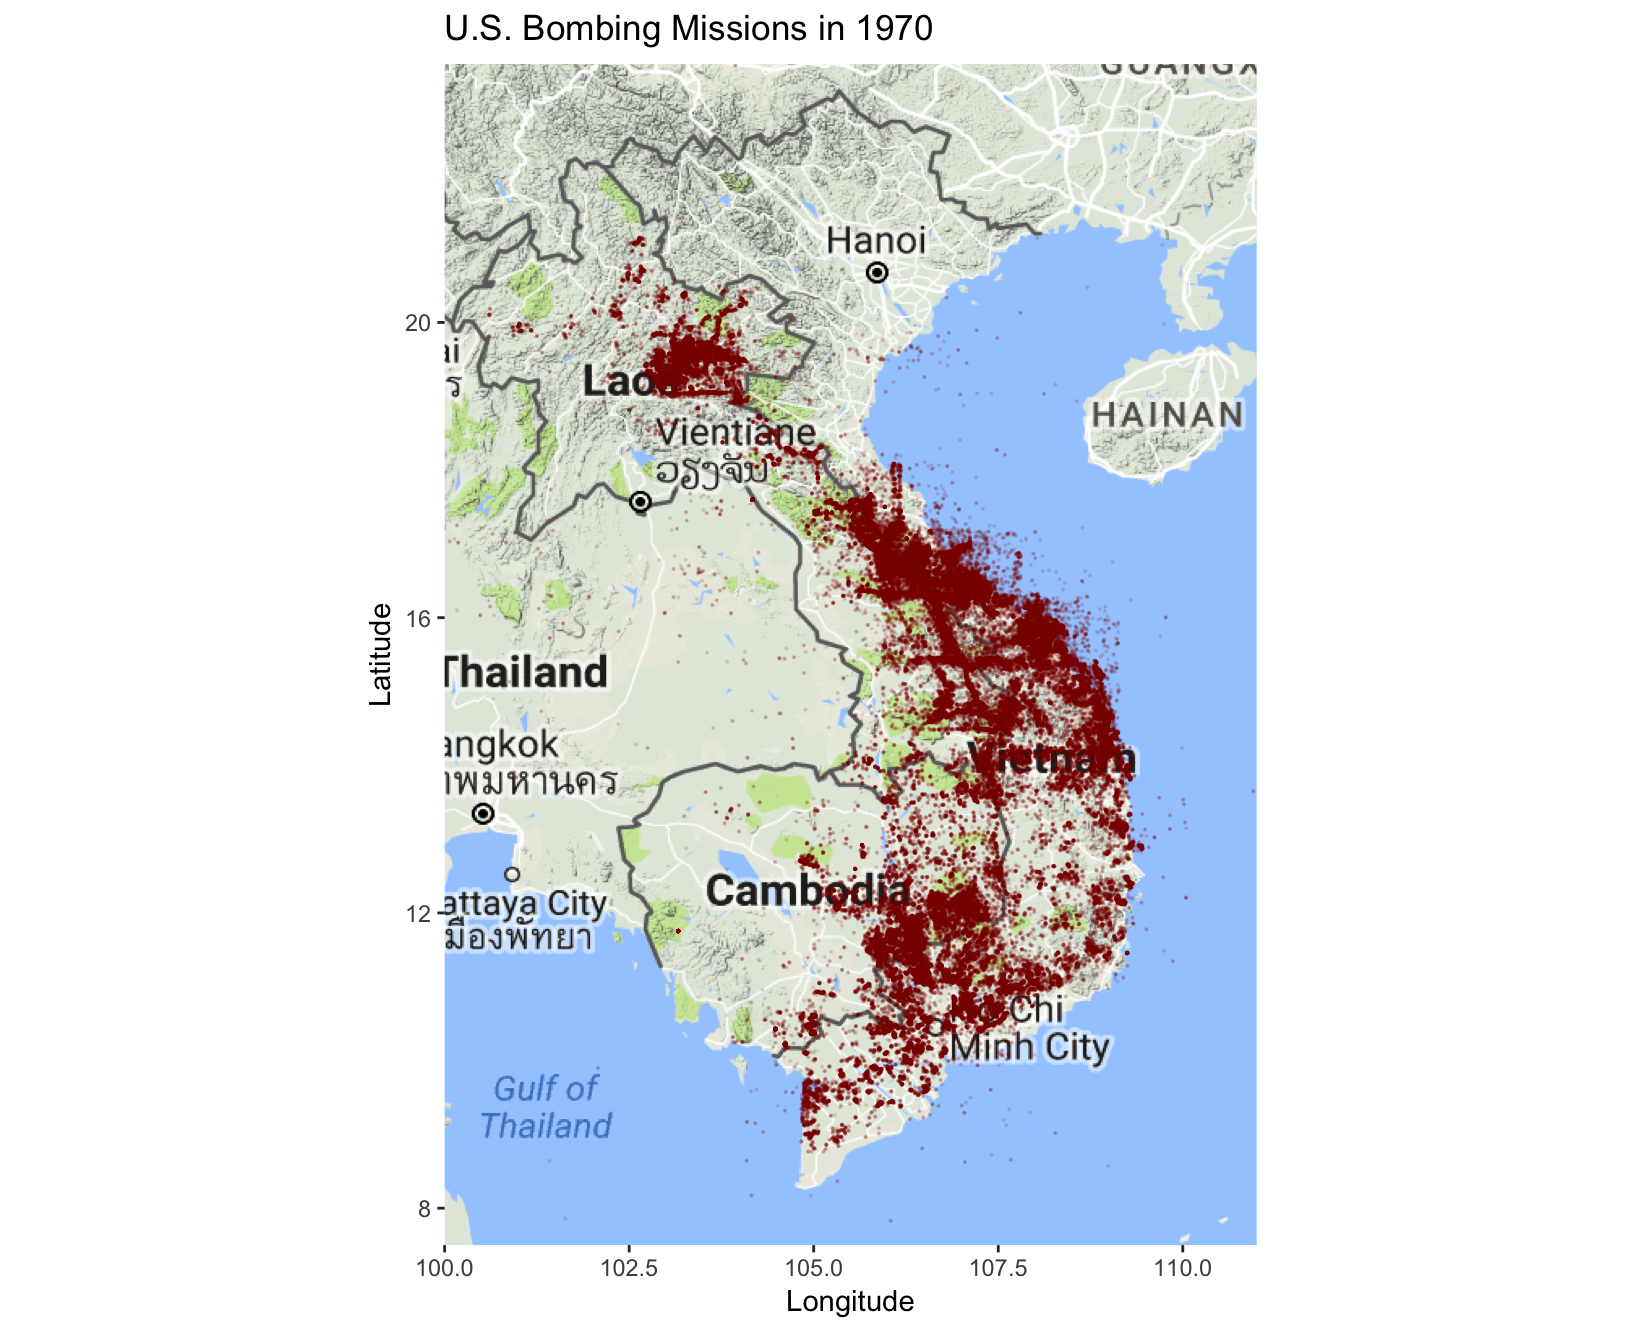 U.S. Bombing Missions in 1970
GUANGX
Hanoi
20
ai
ร
Lao
HAINAN
Vientiane
ວຽງຈັນ
16
Latitude
Thailand
angkok
Vietnam
าพมหานคร
Cambodia
12
attaya City
มืองพัทยา
Chi
Minh City
Gulf of
Thailand
8
100.0 102.5 105.0 107.5 110.0
Longitude